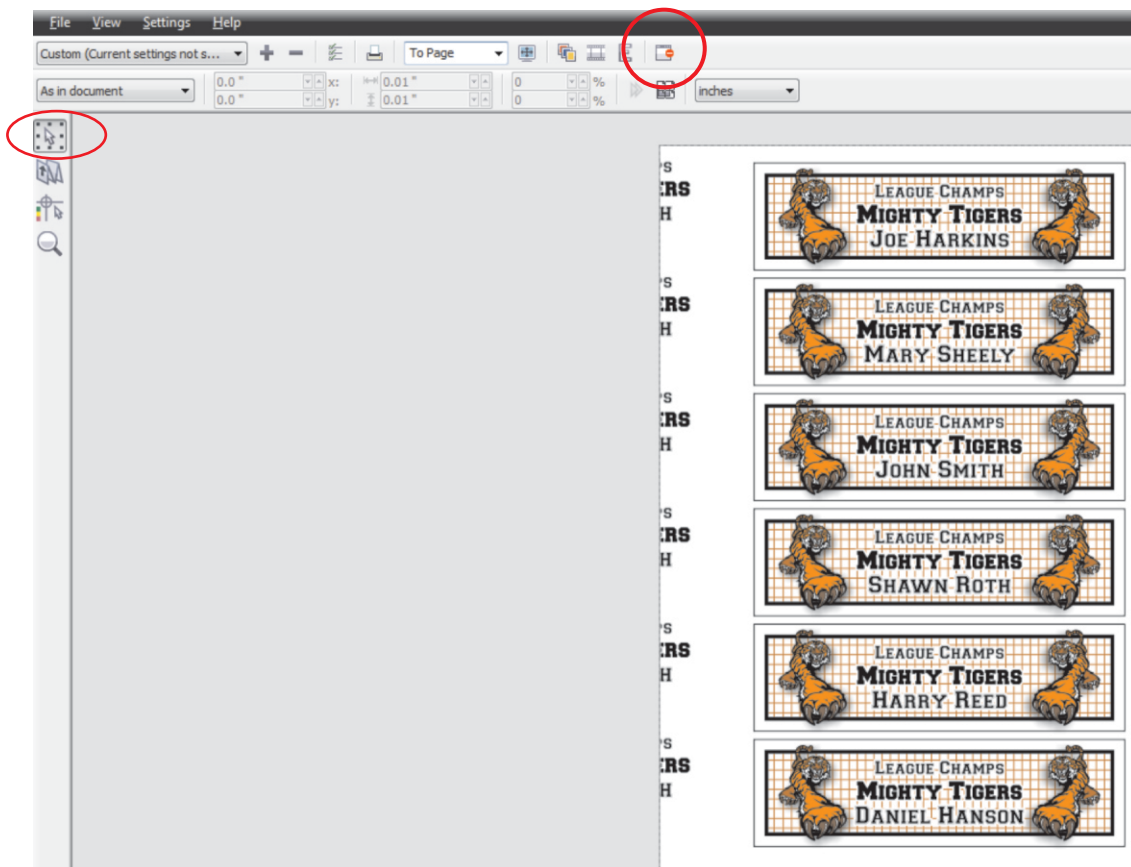 File View Settings Help
Custom (Current settings not s... To Page
As in document 0.0 " x: 0.01 " 0 % inches
0.0 " y: 0.01 " 0 %
'S
ERS
H
LEAGUE CHAMPS
MIGHTY TIGERS
JOE HARKINS
'S
ERS
H
LEAGUE CHAMPS
MIGHTY TIGERS
MARY SHEELY
'S
ERS
H
LEAGUE CHAMPS
MIGHTY TIGERS
JOHN SMITH
'S
ERS
H
LEAGUE CHAMPS
MIGHTY TIGERS
SHAWN ROTH
'S
ERS
H
LEAGUE CHAMPS
MIGHTY TIGERS
HARRY REED
'S
ERS
H
LEAGUE CHAMPS
MIGHTY TIGERS
DANIEL HANSON